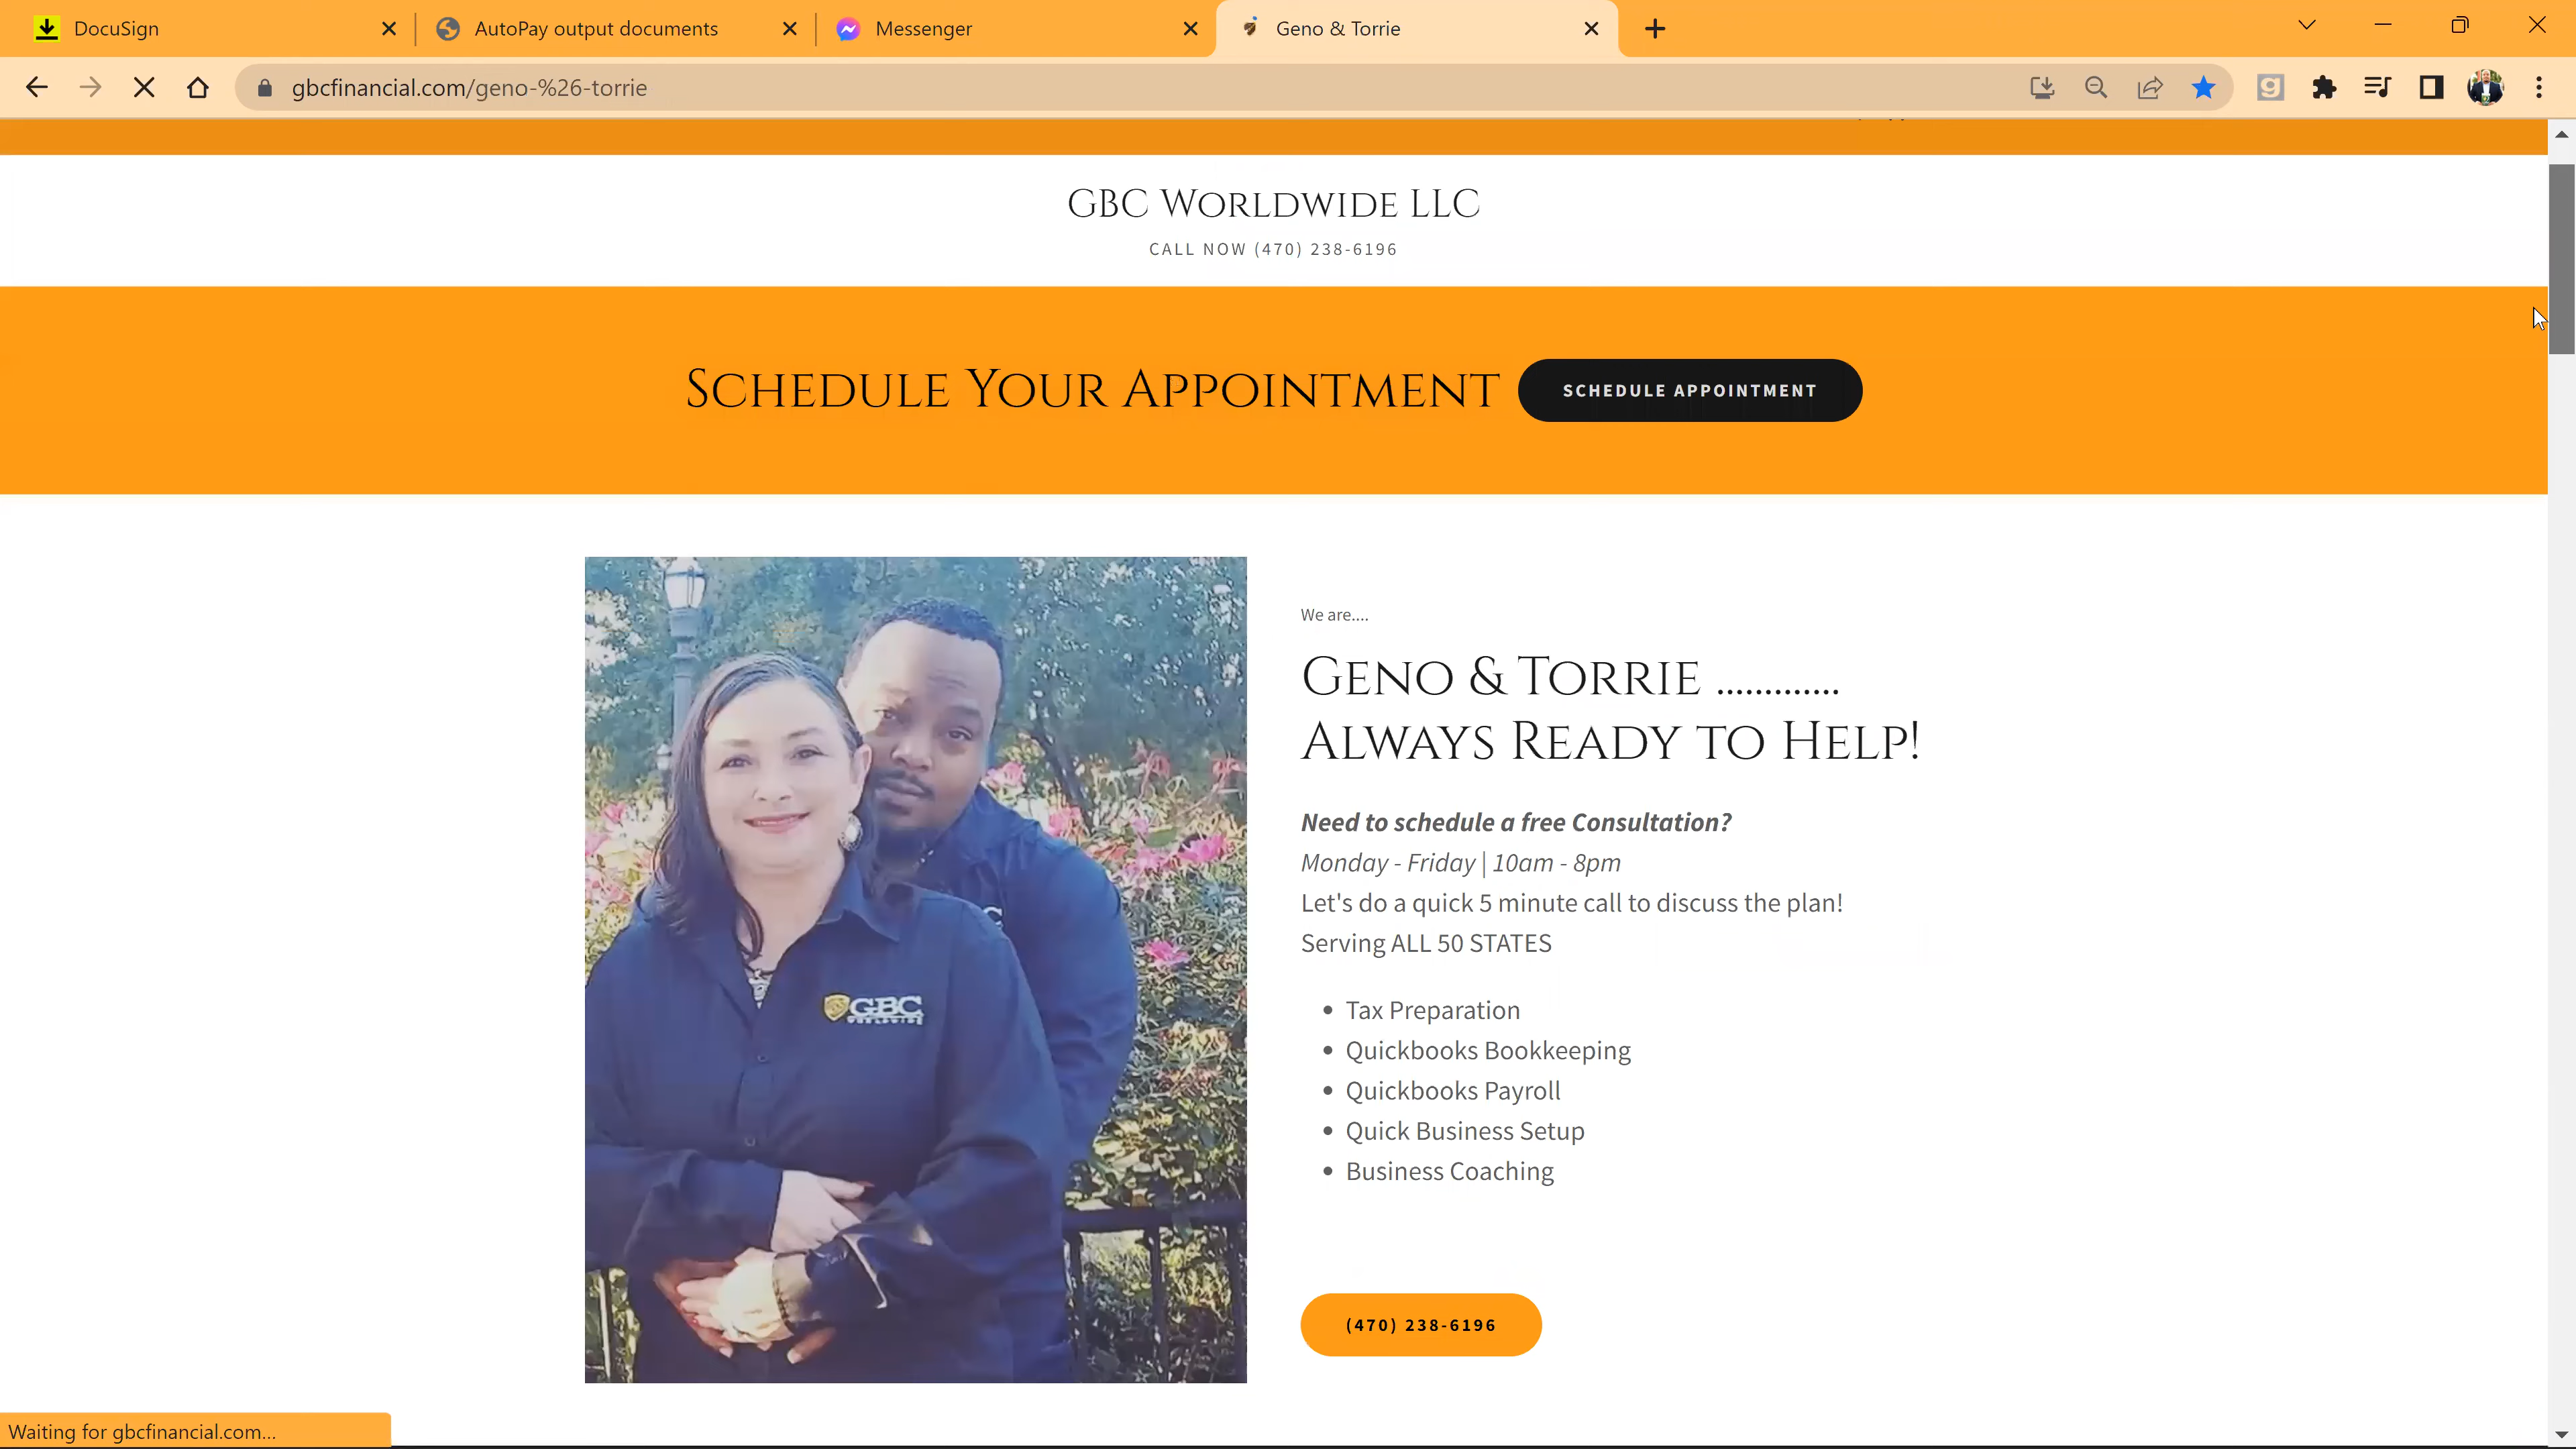 DocuSign
AutoPay output documents
Messenger
Geno & Torrie
gbcfinancial.com/geno-%26-torrie
GBC Worldwide LLC
CALL NOW (470) 238-6196
Schedule Your Appointment
SCHEDULE APPOINTMENT
We are....
Geno & Torrie .............
Always Ready to Help!
Need to schedule a free Consultation?
Monday - Friday | 10am - 8pm
Let's do a quick 5 minute call to discuss the plan!
Serving ALL 50 STATES
Tax Preparation
Quickbooks Bookkeeping
Quickbooks Payroll
Quick Business Setup
Business Coaching
(470) 238-6196
GBC
WORLDWIDE
Waiting for gbcfinancial.com...